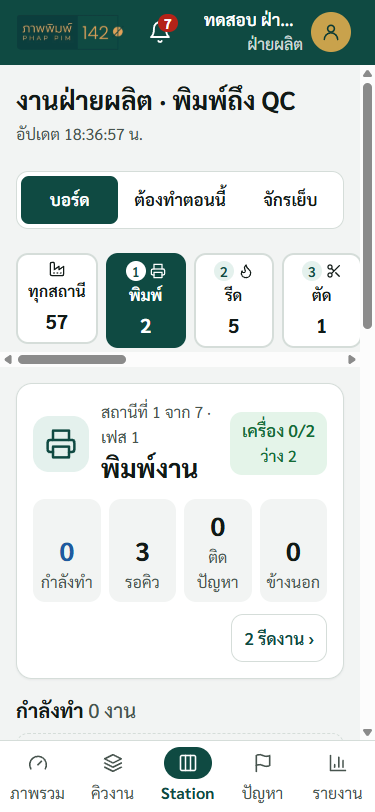 ภาพพิมพ์
PHAP PIM
142
7
ทดสอบ ฝ่า...
ฝ่ายผลิต
งานฝ่ายผลิต · พิมพ์ถึง QC
อัปเดต 18:36:57 น.
บอร์ด ต้องทำตอนนี้ จักรเย็บ
1 2 3
ทุกสถานี พิมพ์ รีด ตัด
57 2 5 1
สถานีที่ 1 จาก 7 ·
เฟส 1
พิมพ์งาน
เครื่อง 0/2
ว่าง 2
0
กำลังทำ
3
รอคิว
0
ติด
ปัญหา
0
ข้างนอก
2 รีดงาน ›
กำลังทำ 0 งาน
ภาพรวม คิวงาน Station ปัญหา รายงาน